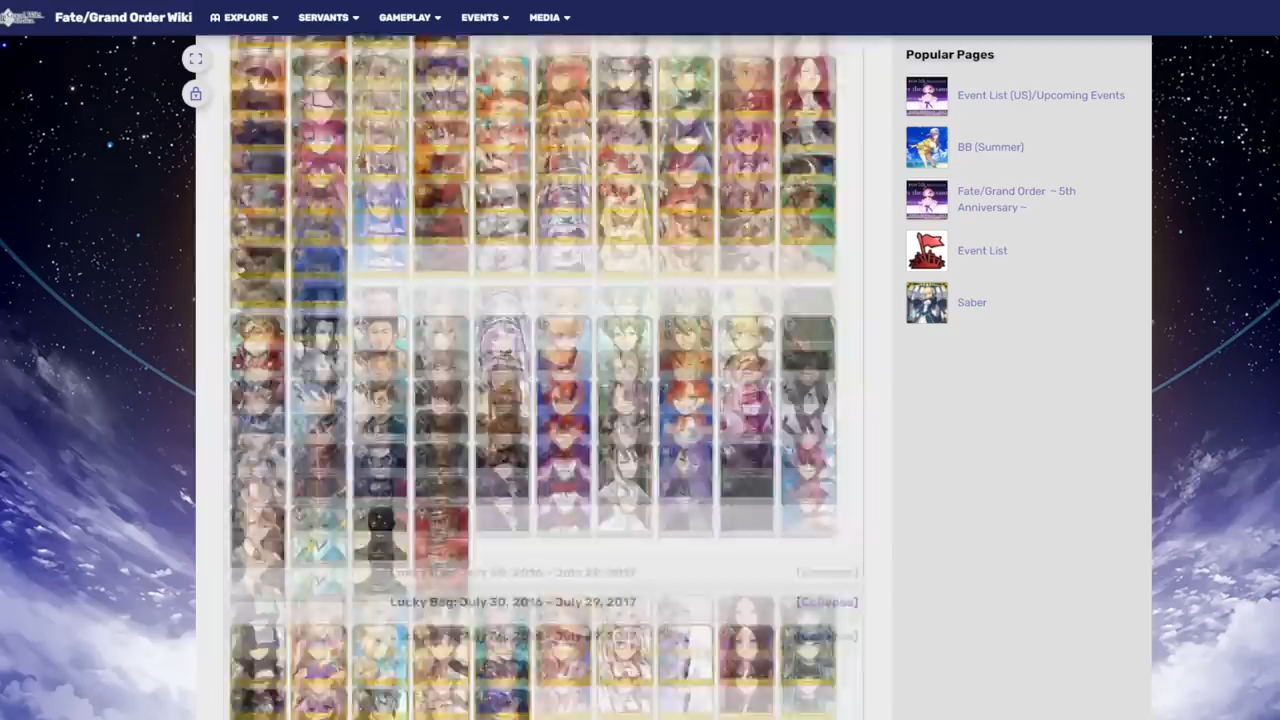 Fate/Grand Order Wiki
EXPLORE
SERVANTS
GAMEPLAY
EVENTS
MEDIA
Popular Pages
Event List (US)/Upcoming Events
BB (Summer)
Fate/Grand Order ~5th
Anniversary~
Event List
Saber
Lucky Bag: July 30, 2016 - July 29, 2017
[Collapse]